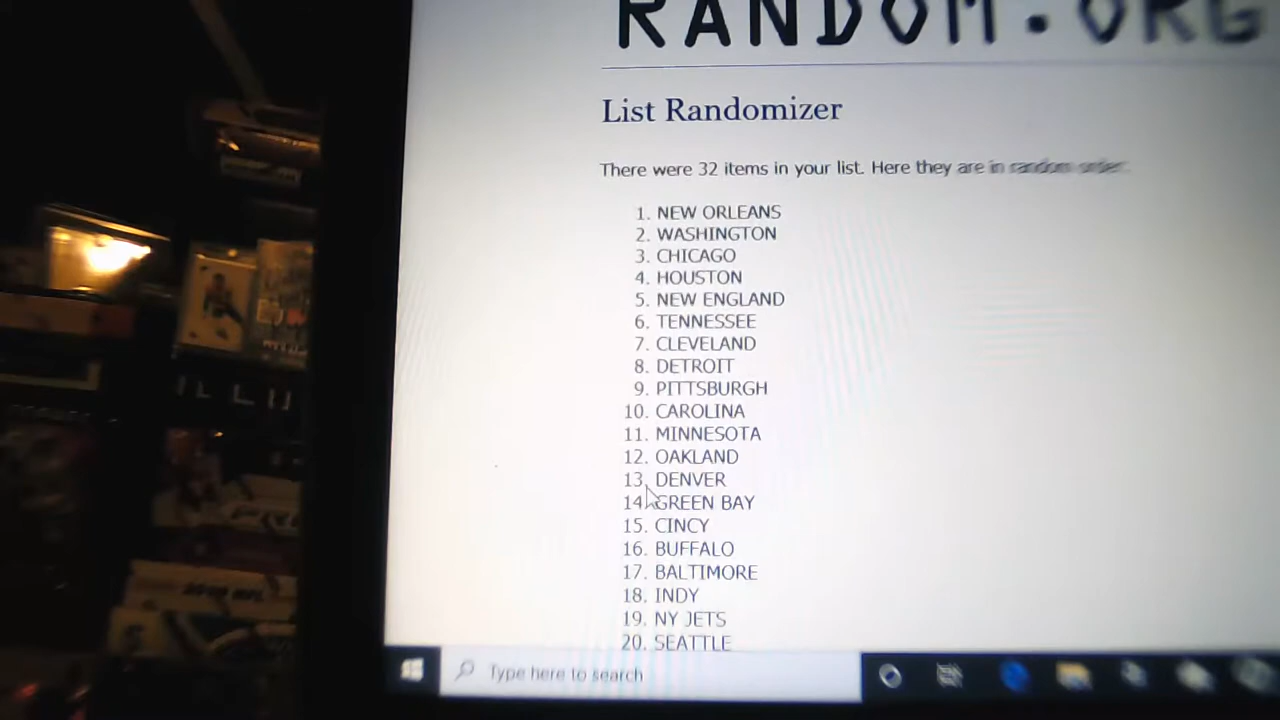 RANDOM.ORG
List Randomizer
There were 32 items in your list. Here they are in random order:
1. NEW ORLEANS
2. WASHINGTON
3. CHICAGO
4. HOUSTON
5. NEW ENGLAND
6. TENNESSEE
7. CLEVELAND
8. DETROIT
9. PITTSBURGH
10. CAROLINA
11. MINNESOTA
12. OAKLAND
13. DENVER
14. GREEN BAY
15. CINCY
16. BUFFALO
17. BALTIMORE
18. INDY
19. NY JETS
20. SEATTLE
Type here to search